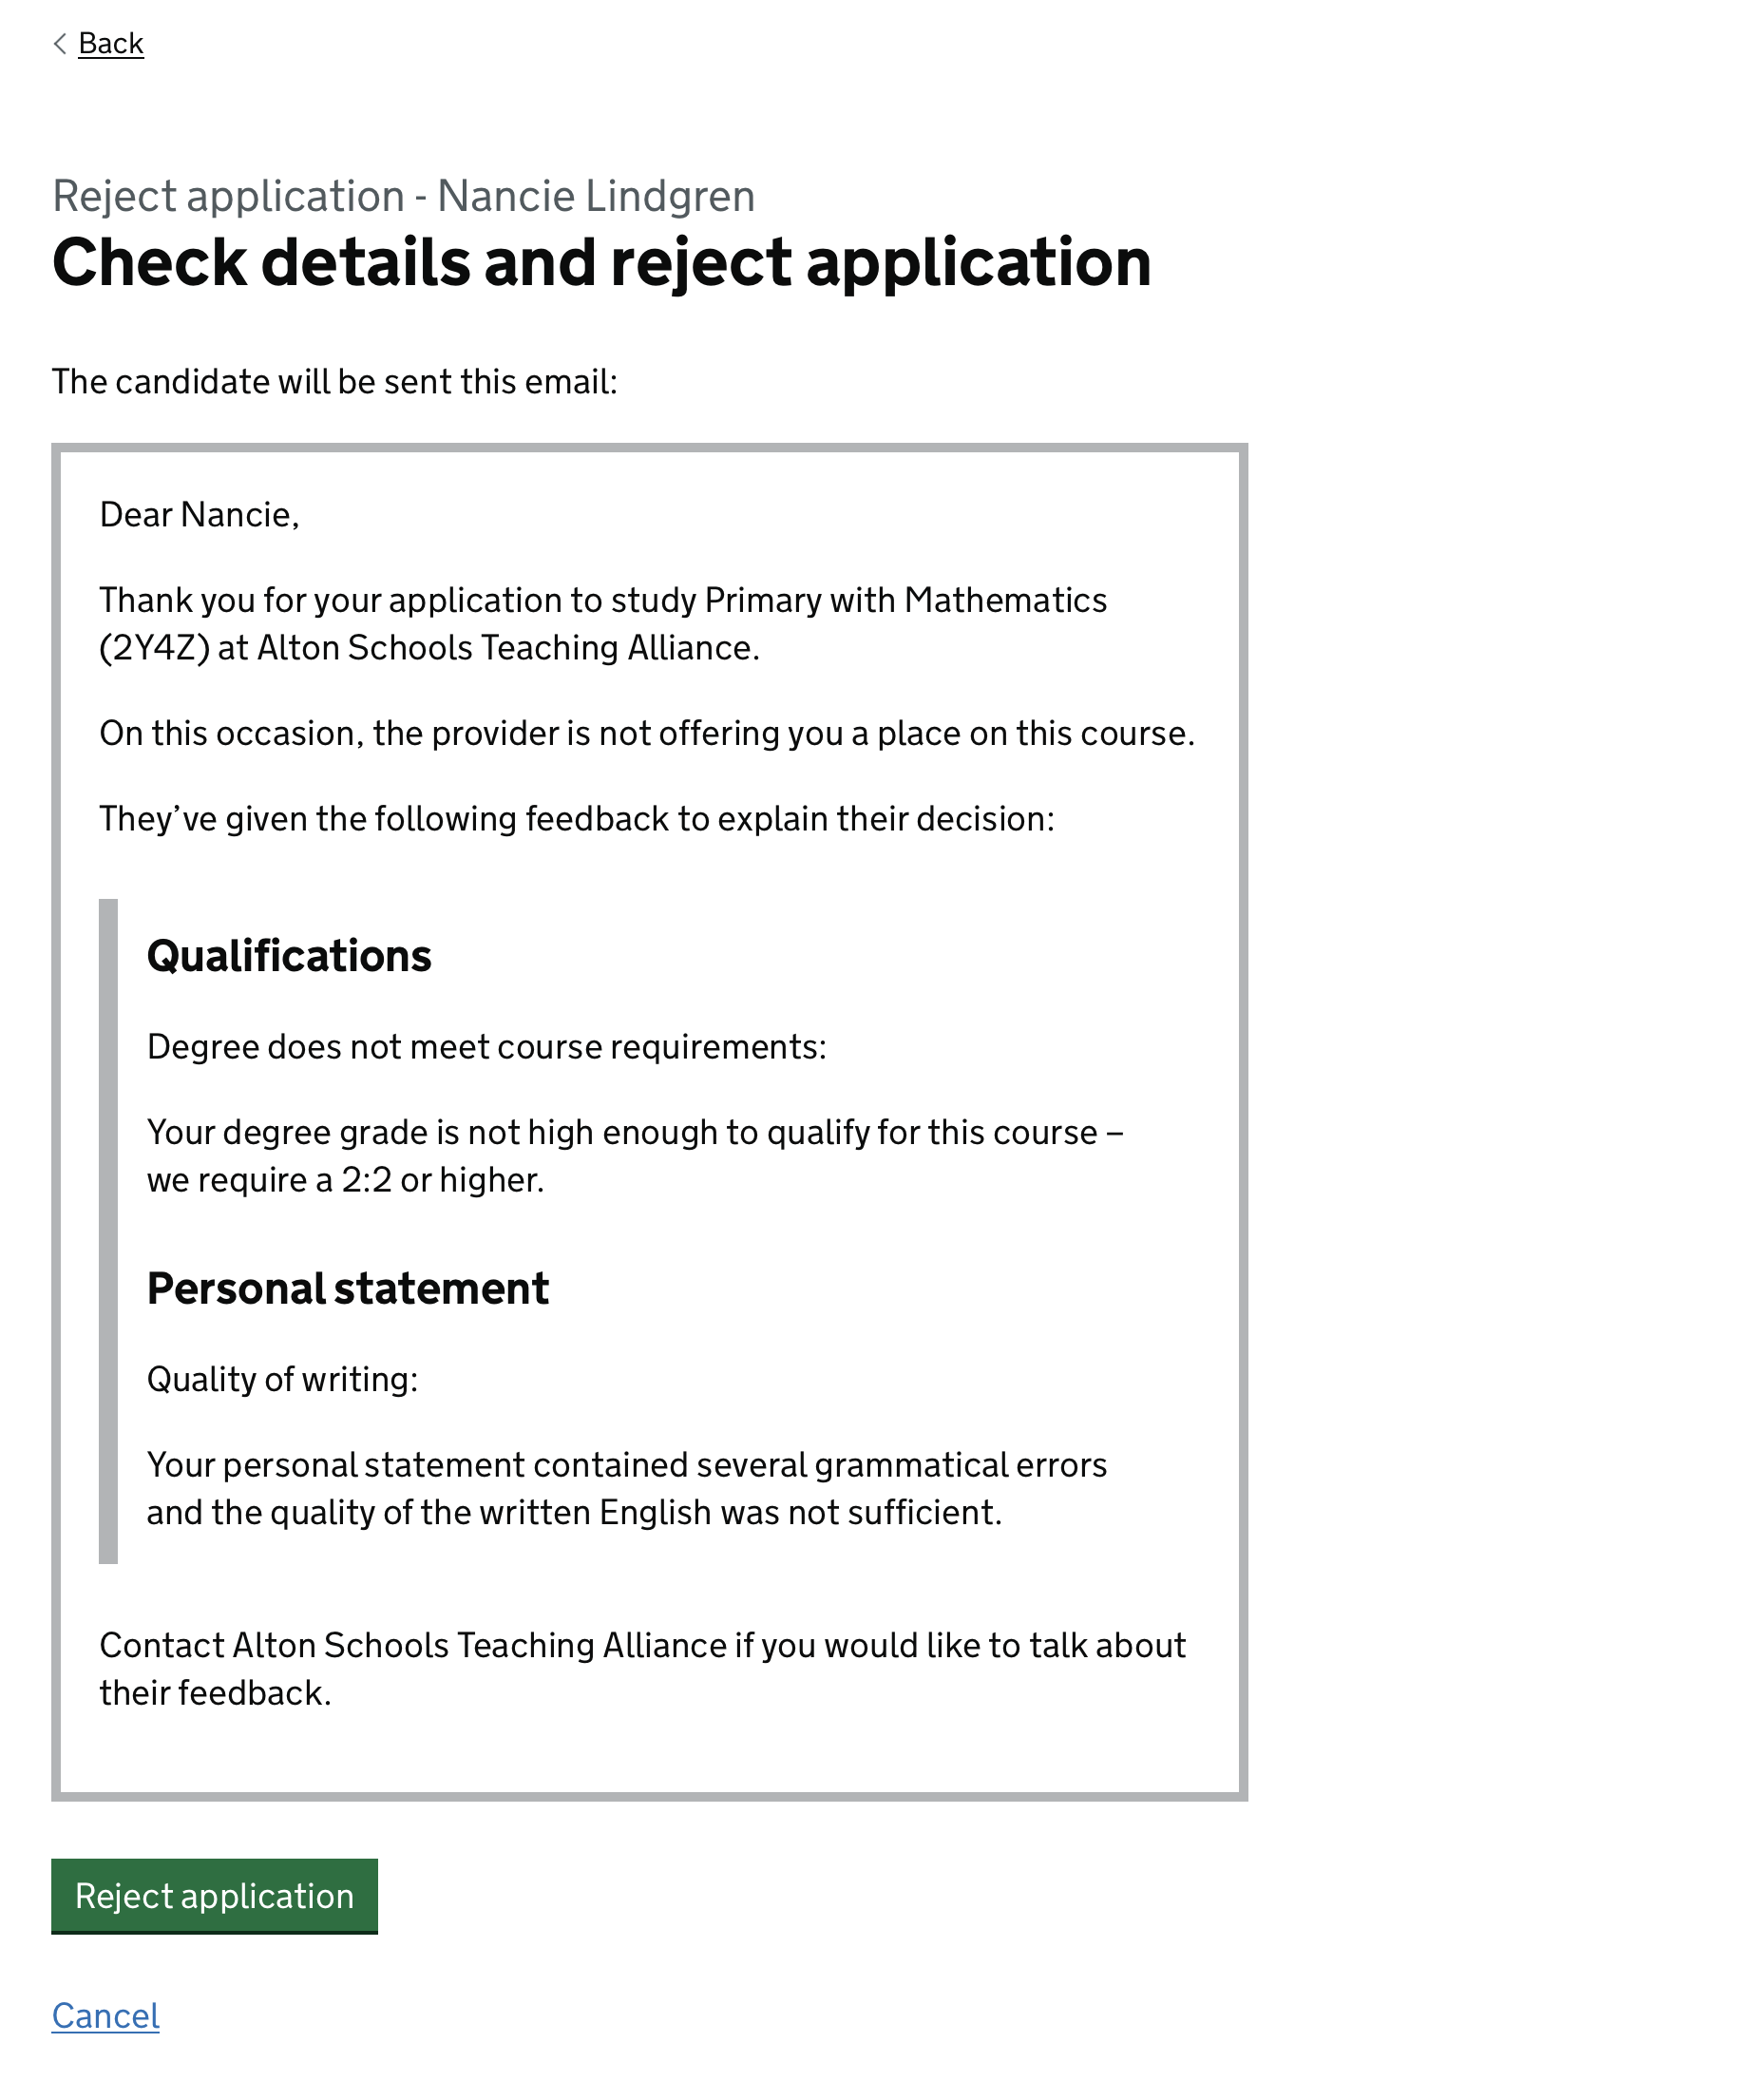 Back
Reject application - Nancie Lindgren
Check details and reject application
The candidate will be sent this email:
Dear Nancie,
Thank you for your application to study Primary with Mathematics
(2Y4Z) at Alton Schools Teaching Alliance.
On this occasion, the provider is not offering you a place on this course.
They’ve given the following feedback to explain their decision:
Qualifications
Degree does not meet course requirements:
Your degree grade is not high enough to qualify for this course –
we require a 2:2 or higher.
Personal statement
Quality of writing:
Your personal statement contained several grammatical errors
and the quality of the written English was not sufficient.
Contact Alton Schools Teaching Alliance if you would like to talk about
their feedback.
Reject application
Cancel